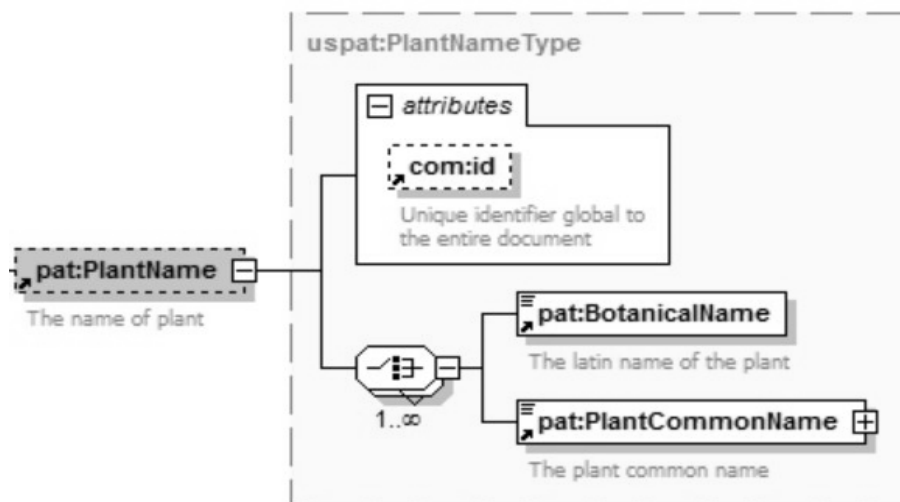 uspat:PlantNameType
attributes
com:id
Unique identifier global to
the entire document
pat:PlantName
The name of plant
pat:BotanicalName
The latin name of the plant
1..∞
pat:PlantCommonName
The plant common name